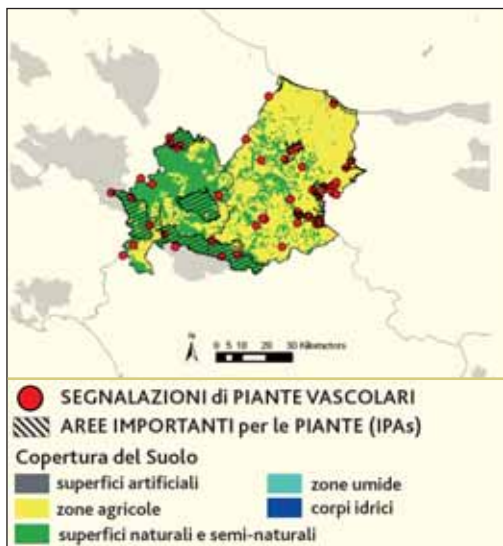 N
0 5 10 20 30 Kilometers
SEGNALAZIONI di PIANTE VASCOLARI
AREE IMPORTANTI per le PIANTE (IPAs)
Copertura del Suolo
superfici artificiali
zone umide
zone agricole
corpi idrici
superfici naturali e semi-naturali